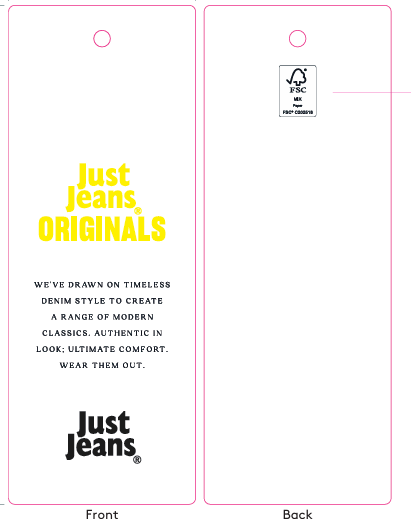 Just
Jeans®
ORIGINALS
WE'VE DRAWN ON TIMELESS
DENIM STYLE TO CREATE
A RANGE OF MODERN
CLASSICS. AUTHENTIC IN
LOOK; ULTIMATE COMFORT.
WEAR THEM OUT.
Just
Jeans®
Front
FSC
MIX
Paper
FSC®
Back